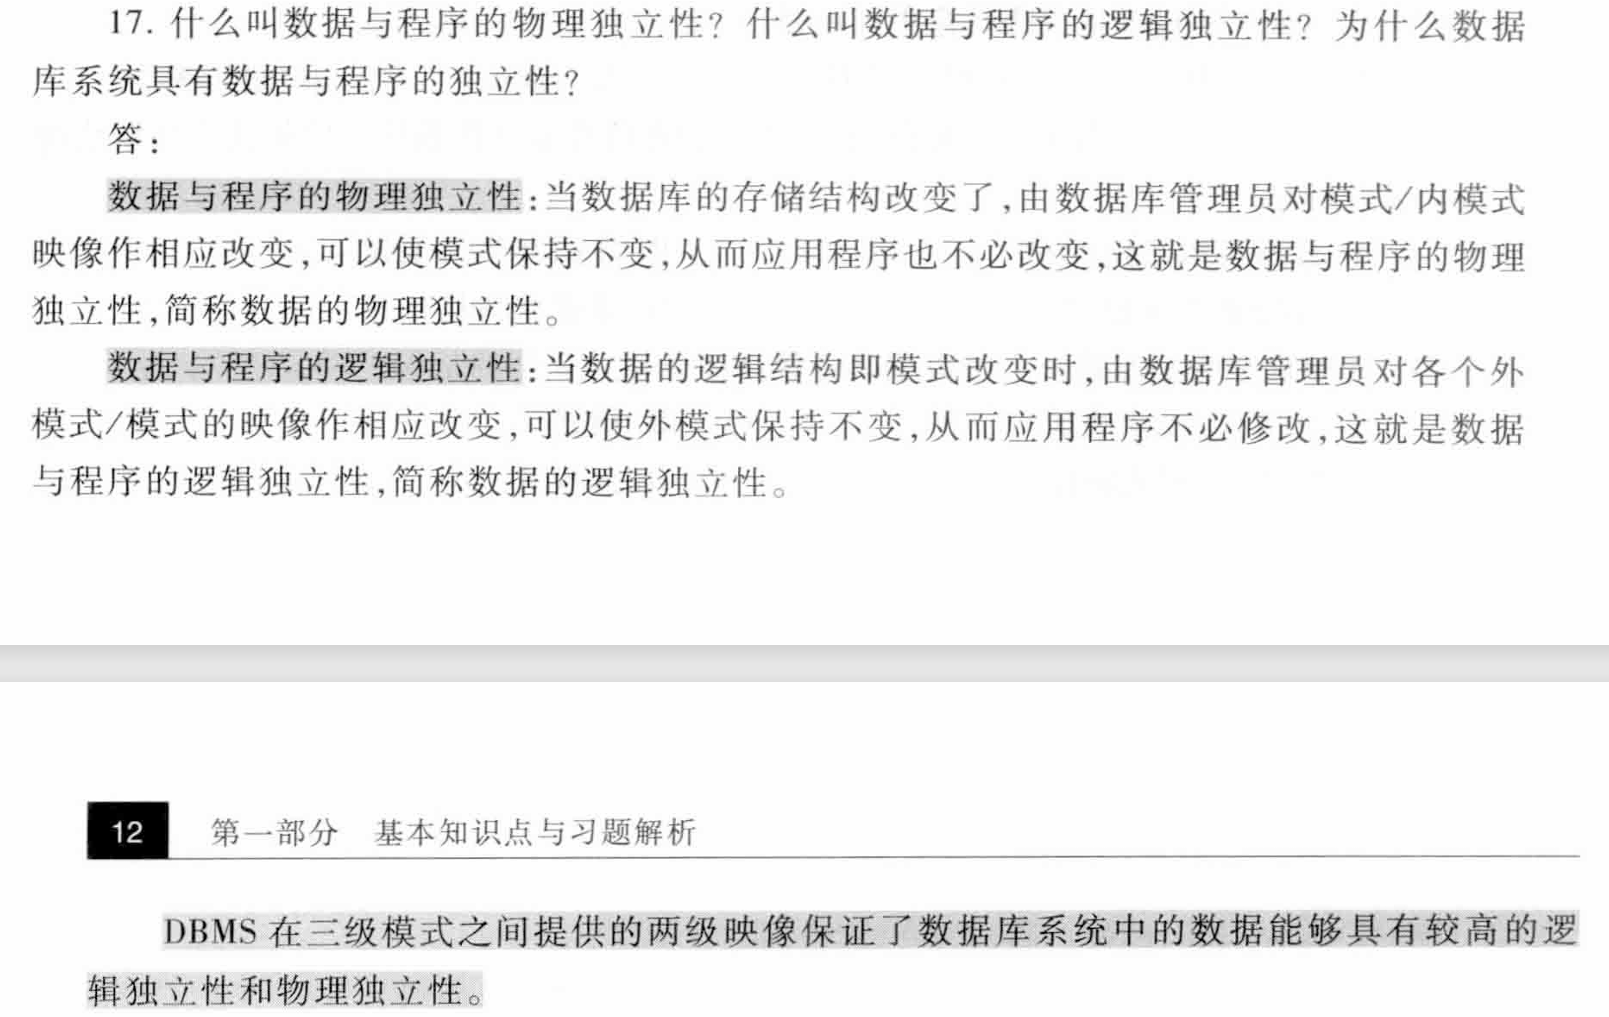 17. 什么叫数据与程序的物理独立性？什么叫数据与程序的逻辑独立性？为什么数据
库系统具有数据与程序的独立性？
答：
数据与程序的物理独立性：当数据库的存储结构改变了，由数据库管理员对模式/内模式
映像作相应改变，可以使模式保持不变，从而应用程序也不必改变，这就是数据与程序的物理
独立性，简称数据的物理独立性。
数据与程序的逻辑独立性：当数据的逻辑结构即模式改变时，由数据库管理员对各个外
模式/模式的映像作相应改变，可以使外模式保持不变，从而应用程序不必修改，这就是数据
与程序的逻辑独立性，简称数据的逻辑独立性。
12 第一部分 基本知识点与习题解析
DBMS 在三级模式之间提供的两级映像保证了数据库系统中的数据能够具有较高的逻
辑独立性和物理独立性。